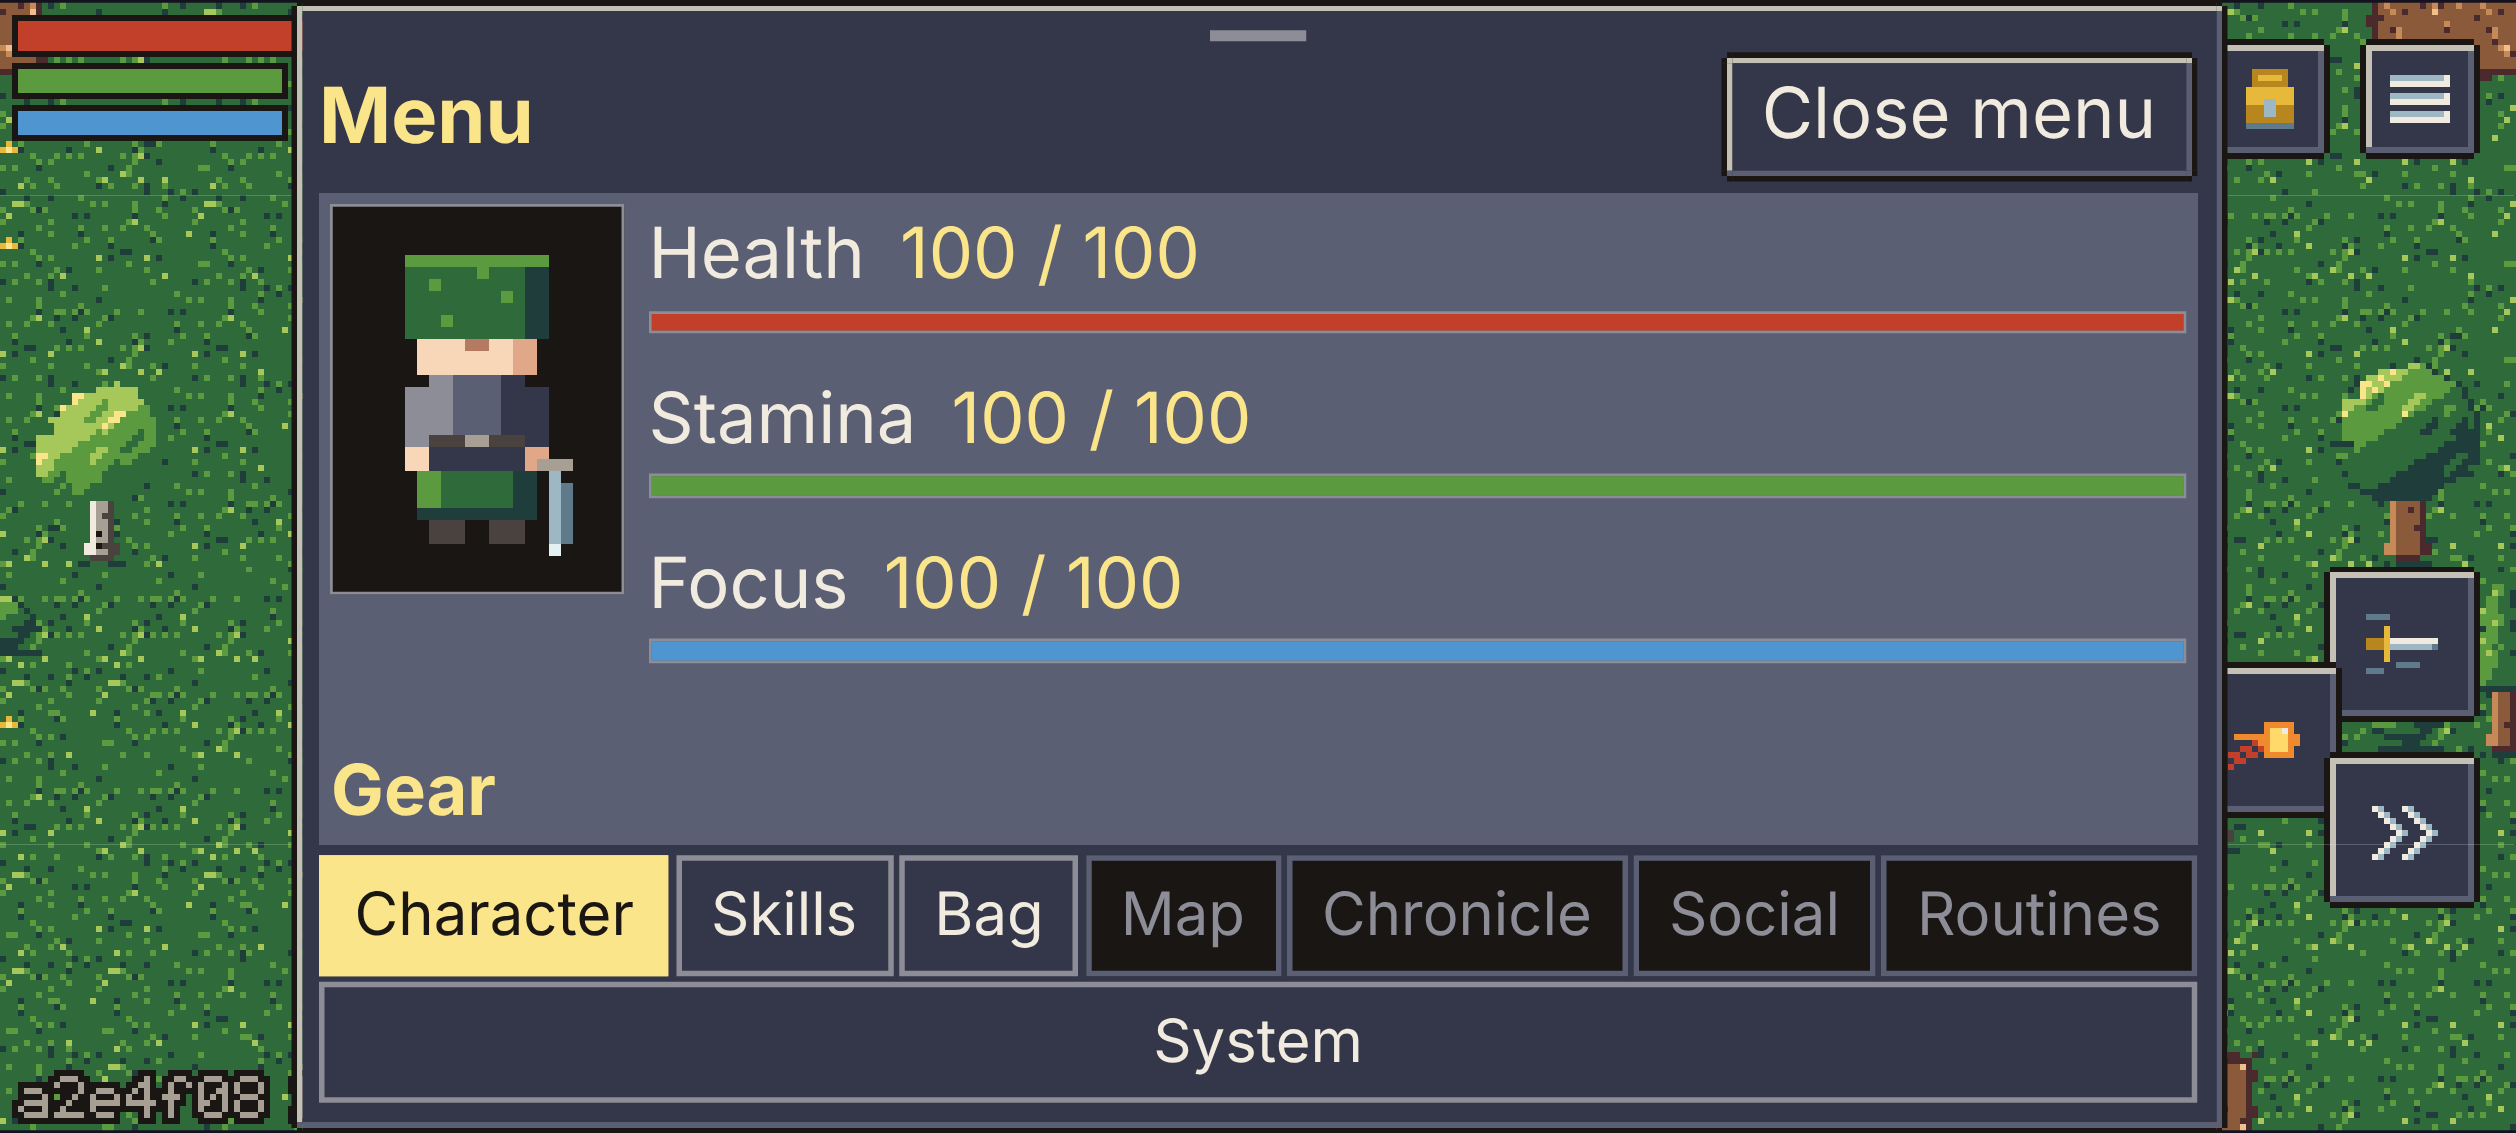 Menu
Close menu
Health 100 / 100
Stamina 100 / 100
Focus 100 / 100
Gear
Character Skills Bag Map Chronicle Social Routines
System
a2e4f08